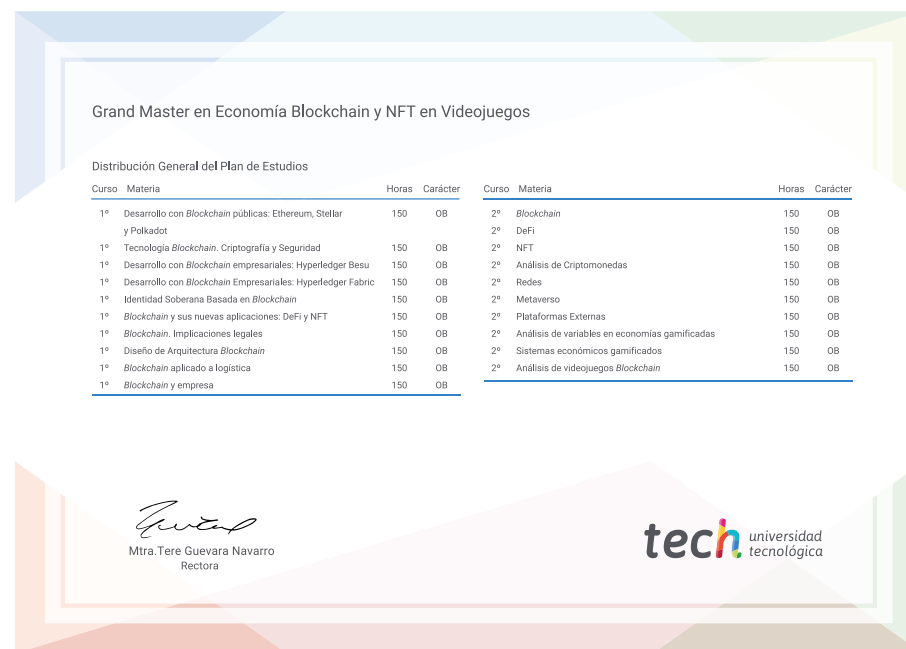 Grand Master en Economía Blockchain y NFT en Videojuegos
Distribución General del Plan de Estudios
Curso Materia Horas Carácter
1º Desarrollo con Blockchain públicas: Ethereum, Stellar 150 OB
y Polkadot
1º Tecnología Blockchain. Criptografía y Seguridad 150 OB
1º Desarrollo con Blockchain empresariales: Hyperledger Besu 150 OB
1º Desarrollo con Blockchain Empresariales: Hyperledger Fabric 150 OB
1º Identidad Soberana Basada en Blockchain 150 OB
1º Blockchain y sus nuevas aplicaciones: DeFi y NFT 150 OB
1º Blockchain. Implicaciones legales 150 OB
1º Diseño de Arquitectura Blockchain 150 OB
1º Blockchain aplicado a logística 150 OB
1º Blockchain y empresa 150 OB
Curso Materia Horas Carácter
2º Blockchain 150 OB
2º DeFi 150 OB
2º NFT 150 OB
2º Análisis de Criptomonedas 150 OB
2º Redes 150 OB
2º Metaverso 150 OB
2º Plataformas Externas 150 OB
2º Análisis de variables en economías gamificadas 150 OB
2º Sistemas económicos gamificados 150 OB
2º Análisis de videojuegos Blockchain 150 OB
Mtra.Tere Guevara Navarro
Rectora
tech universidad
tecnológica